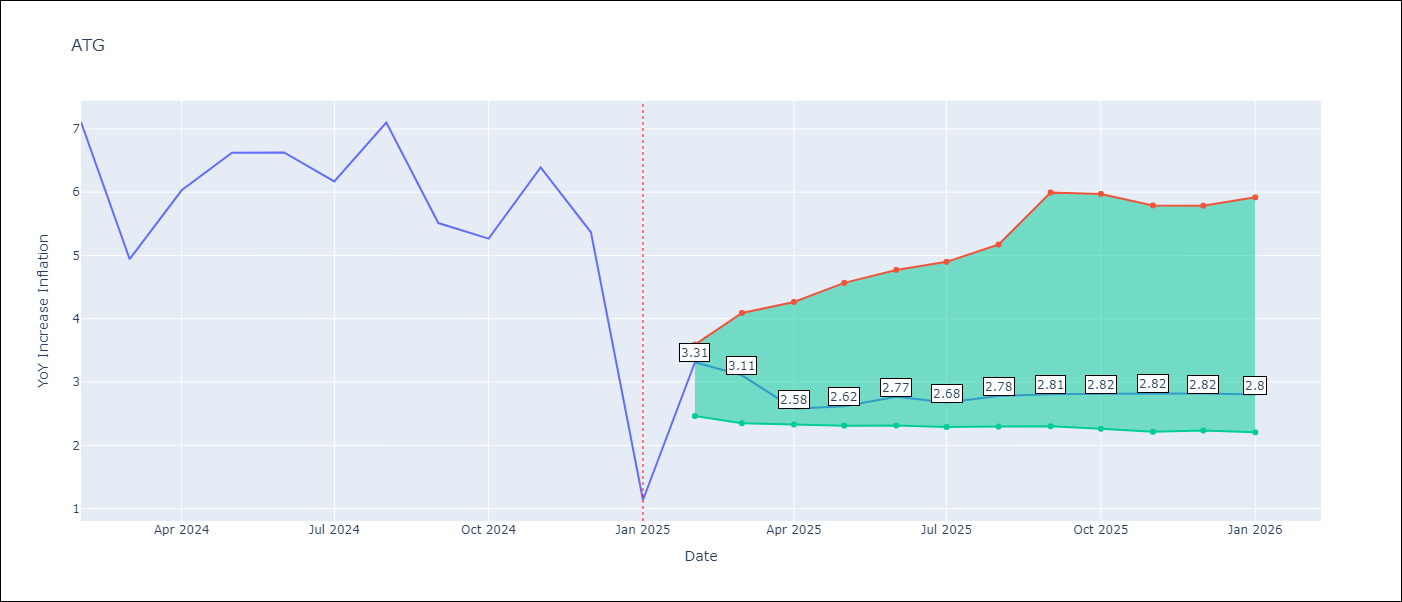 ATG
YoY Increase Inflation
7
6
5
4
3
2
1
3.31
3.11
2.58
2.62
2.77
2.68
2.78
2.81
2.82
2.82
2.82
2.8
Apr 2024
Jul 2024
Oct 2024
Jan 2025
Apr 2025
Jul 2025
Oct 2025
Jan 2026
Date